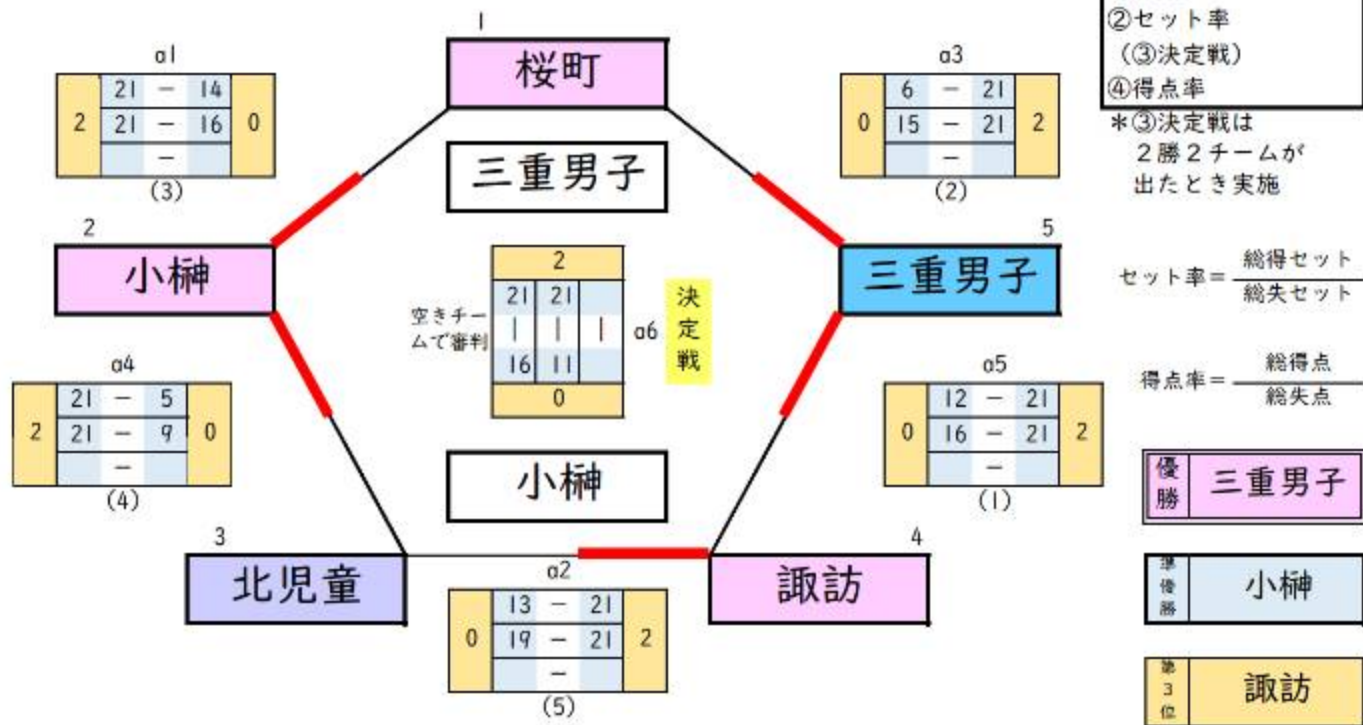 1
桜町
a1
21 - 14
2 21 - 16 0
-
(3)
a3
6 - 21
0 15 - 21 2
-
(2)
②セット率
(③決定戦)
④得点率
*③決定戦は
2勝2チームが
出たとき実施
三重男子
2
小榊
5
三重男子
空きチー
ムで審判
2
21 21
| | |
16 11
0
a6
決定戦
セット率=総得セット
総失セット
得点率=総得点
総失点
a4
21 - 5
2 21 - 9 0
-
(4)
a5
12 - 21
0 16 - 21 2
-
(1)
小榊
3
北児童
4
諏訪
a2
13 - 21
0 19 - 21 2
-
(5)
優勝 三重男子
準優勝 小榊
第3位 諏訪